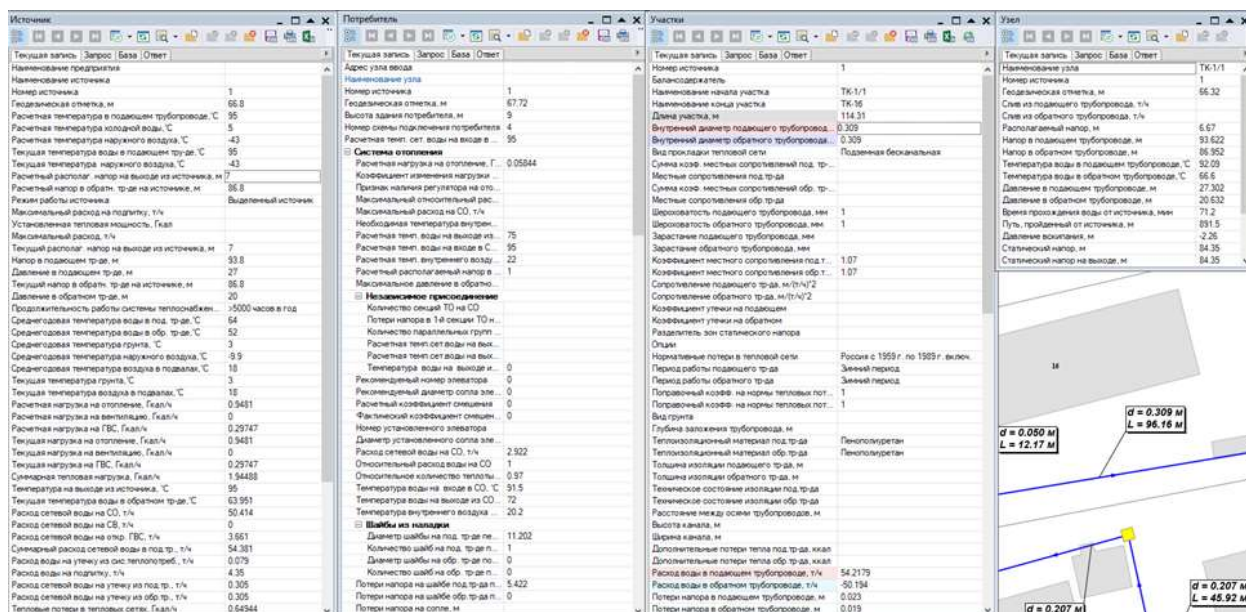 Источник
Текущая запись Запрос База Ответ
Наименование предприятия
Наименование источника
Номер источника 1
Геодезическая отметка, м 66.8
Расчетная температура в подающем трубопроводе,°C 95
Расчетная температура холодной воды,°C 5
Расчетная температура наружного воздуха,°C -43
Текущая температура воды в подающем тру-де,°C 95
Текущая температура наружного воздуха,°C -43
Расчетный располаг. напор на выходе из источника, м 7
Расчетный напор в обратн. тр-де на источнике, м 86.8
Режим работы источника Выделенный источник
Максимальный расход на подпитку, т/ч
Установленная тепловая мощность, Гкал
Максимальный расход, т/ч
Текущий располаг. напор на выходе из источника, м 7
Напор в подающем тр-де, м 93.8
Давление в подающем тр-де, м 27
Текущий напор в обратн. тр-де на источнике, м 86.8
Давление в обратном тр-де, м 20
Продолжительность работы системы теплоснабжен... >5000 часов в год
Среднегодовая температура воды в под. тр-де,°C 64
Среднегодовая температура воды в обр. тр-де,°C 52
Среднегодовая температура грунта,°C 3
Среднегодовая температура наружного воздуха,°C -9.9
Среднегодовая температура воздуха в подвалах,°C 18
Текущая температура грунта,°C 3
Текущая температура воздуха в подвалах,°C 18
Расчетная нагрузка на отопление, Гкал/ч 0.9481
Расчетная нагрузка на вентиляцию, Гкал/ч 0
Расчетная нагрузка на ГВС, Гкал/ч 0.29747
Текущая нагрузка на отопление, Гкал/ч 0.9481
Текущая нагрузка на вентиляцию, Гкал/ч 0
Текущая нагрузка на ГВС, Гкал/ч 0.29747
Суммарная тепловая нагрузка, Гкал/ч 1.94488
Температура на выходе из источника, °C 95
Текущая температура воды в обратном тр-де,°C 63.951
Расход сетевой воды на СО, т/ч 50.414
Расход сетевой воды на СВ, т/ч 0
Расход сетевой воды на откр. ГВС, т/ч 3.661
Суммарный расход сетевой воды в под.тр., т/ч 54.381
Расход воды на утечку из сис.теплопотреб., т/ч 0.079
Расход воды на подпитку, т/ч 4.35
Расход сетевой воды на утечку из под.тр., т/ч 0.305
Расход сетевой воды на утечку из обр.тр., т/ч 0.305
Тепловые потери в тепловых сетях, Гкал/ч 0.64944
Потребитель
Текущая запись Запрос База Ответ
Адрес узла ввода
Наименование узла
Номер источника 1
Геодезическая отметка, м 67.72
Высота здания потребителя, м 9
Номер схемы подключения потребителя 4
Расчетная темп. сет. воды на входе в ... 95
Система отопления
Расчетная нагрузка на отопление, Г... 0.05844
Коэффициент изменения нагрузки ...
Признак наличия регулятора на ото...
Максимальный относительный рас...
Максимальный расход на СО, т/ч
Необходимая температура внутрен...
Расчетная темп. воды на выходе из... 75
Расчетная темп. воды на входе в С... 95
Расчетная темп. внутреннего возду... 22
Расчетный располагаемый напор в ... 1
Максимальное давление в обратно...
Независимое присоединение
Количество секций ТО на СО
Потери напора в 1-й секции ТО н...
Количество параллельных групп ...
Расчетная темп.сет.воды на вых...
Расчетная темп.сет.воды на вых...
Температура воды на выходе и... 0
Рекомендуемый номер элеватора 0
Рекомендуемый диаметр сопла эле... 0
Расчетный коэффициент смешения 0
Фактический коэффициент смешен... 0
Номер установленного элеватора
Диаметр установленного сопла эле...
Расход сетевой воды на СО, т/ч 2.922
Относительный расход воды на СО 1
Относительное количество теплоты... 0.97
Температура воды на входе в СО, °C 91.5
Температура воды на выходе из СО... 72
Температура внутреннего воздуха ... 20.2
Шайбы из наладки
Диаметр шайбы на под. тр-де пе... 11.202
Количество шайб на под. тр-де п... 1
Диаметр шайбы на обр. тр-де по... 0
Количество шайб на обр. тр-де п... 0
Потери напора на шайбе под.тр-да п... 5.422
Потери напора на шайбе обр.тр-да п... 0
Потери напора на сопле, м
Участки
Текущая запись Запрос База Ответ
Номер источника 1
Балансодержатель
Наименование начала участка ТК-1/1
Наименование конца участка ТК-16
Длина участка, м 114.31
Внутренний диаметр подающего трубопровод... 0.309
Внутренний диаметр обратного трубопровода... 0.309
Вид прокладки тепловой сети Подземная бесканальная
Сумма коэф. местных сопротивлений под. тр-...
Местные сопротивления под.тр-да
Сумма коэф. местных сопротивлений обр. тр-...
Местные сопротивления обр.тр-да
Шероховатость подающего трубопровода, мм 1
Шероховатость обратного трубопровода, мм 1
Зарастание подающего трубопровода, мм
Зарастание обратного трубопровода, мм
Коэффициент местного сопротивления под.т... 1.07
Коэффициент местного сопротивления обр.т... 1.07
Сопротивление подающего тр-да, м/(т/ч)^2
Сопротивление обратного тр-да, м/(т/ч)^2
Коэффициент утечки на подающем
Коэффициент утечки на обратном
Разделитель зон статического напора
Опции
Нормативные потери в тепловой сети Россия с 1959 г. по 1989 г. включ.
Период работы подающего тр-да Зимний период
Период работы обратного тр-да Зимний период
Поправочный коэфф. на нормы тепловых пот... 1
Поправочный коэфф. на нормы тепловых пот... 1
Вид грунта
Глубина заложения трубопровода, м
Теплоизоляционный материал под.тр-да Пенополиуретан
Теплоизоляционный материал обр.тр-да Пенополиуретан
Толщина изоляции подающего тр-да, м
Толщина изоляции обратного тр-да, м
Техническое состояние изоляции под.тр-да
Техническое состояние изоляции обр.тр-да
Расстояние между осями трубопроводов, м
Высота канала, м
Ширина канала, м
Дополнительные потери тепла под.тр-да, ккал
Дополнительные потери тепла обр.тр-да, ккал
Расход воды в подающем трубопроводе, т/ч 54.2179
Расход воды в обратном трубопроводе, т/ч -50.194
Потери напора в подающем трубопроводе, м 0.023
Потери напора в обратном трубопроводе, м 0.019
Узел
Текущая запись Запрос База Ответ
Наименование узла ТК-1/1
Номер источника 1
Геодезическая отметка, м 66.32
Слив из подающего трубопровода, т/ч
Слив из обратного трубопровода, т/ч
Располагаемый напор, м 6.67
Напор в подающем трубопроводе, м 93.622
Напор в обратном трубопроводе, м 86.952
Температура воды в подающем трубопроводе,°C 92.09
Температура воды в обратном трубопроводе,°C 66.6
Давление в подающем трубопроводе, м 27.302
Давление в обратном трубопроводе, м 20.632
Время прохождения воды от источника, мин 71.2
Путь, пройденный от источника, м 891.5
Давление вскипания, м -2.26
Статический напор, м 84.35
Статический напор на выходе, м 84.35
16
d = 0.309 м
L = 96.16 м
d = 0.050 м
L = 12.17 м
d = 0.207 м
L = 45.92 м
d = 0.207 м